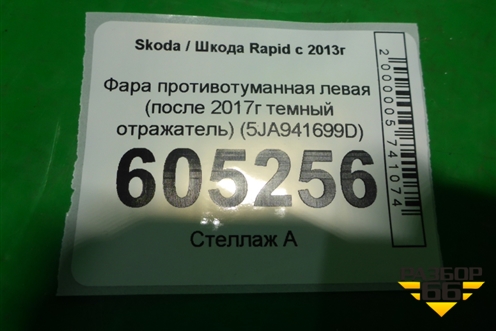 Skoda / Шкода Rapid с 2013г
Фара противотуманная левая
(после 2017г темный
отражатель) (5JA941699D)
605256
Стеллаж А
2000005741074
РАЗБОР
66